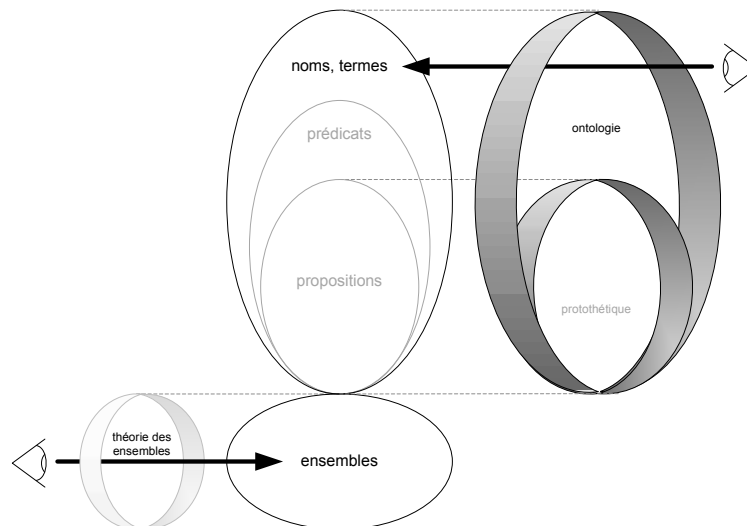 noms, termes
prédicats
ontologie
propositions
protothétique
théorie des
ensembles
ensembles